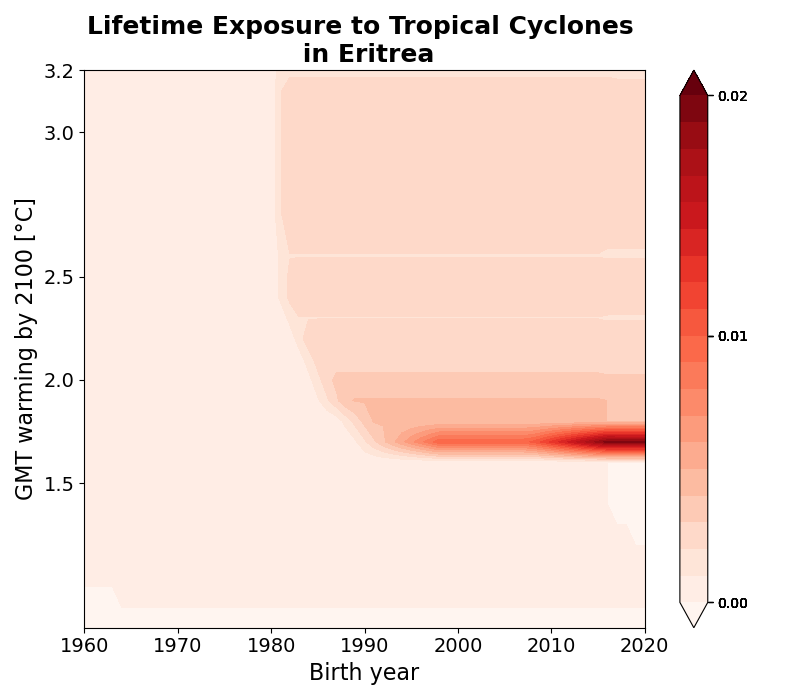 Lifetime Exposure to Tropical Cyclones
in Eritrea
3.2
3.0
2.5
2.0
1.5
GMT warming by 2100 [°C]
1960 1970 1980 1990 2000 2010 2020
Birth year
0.02
0.01
0.00